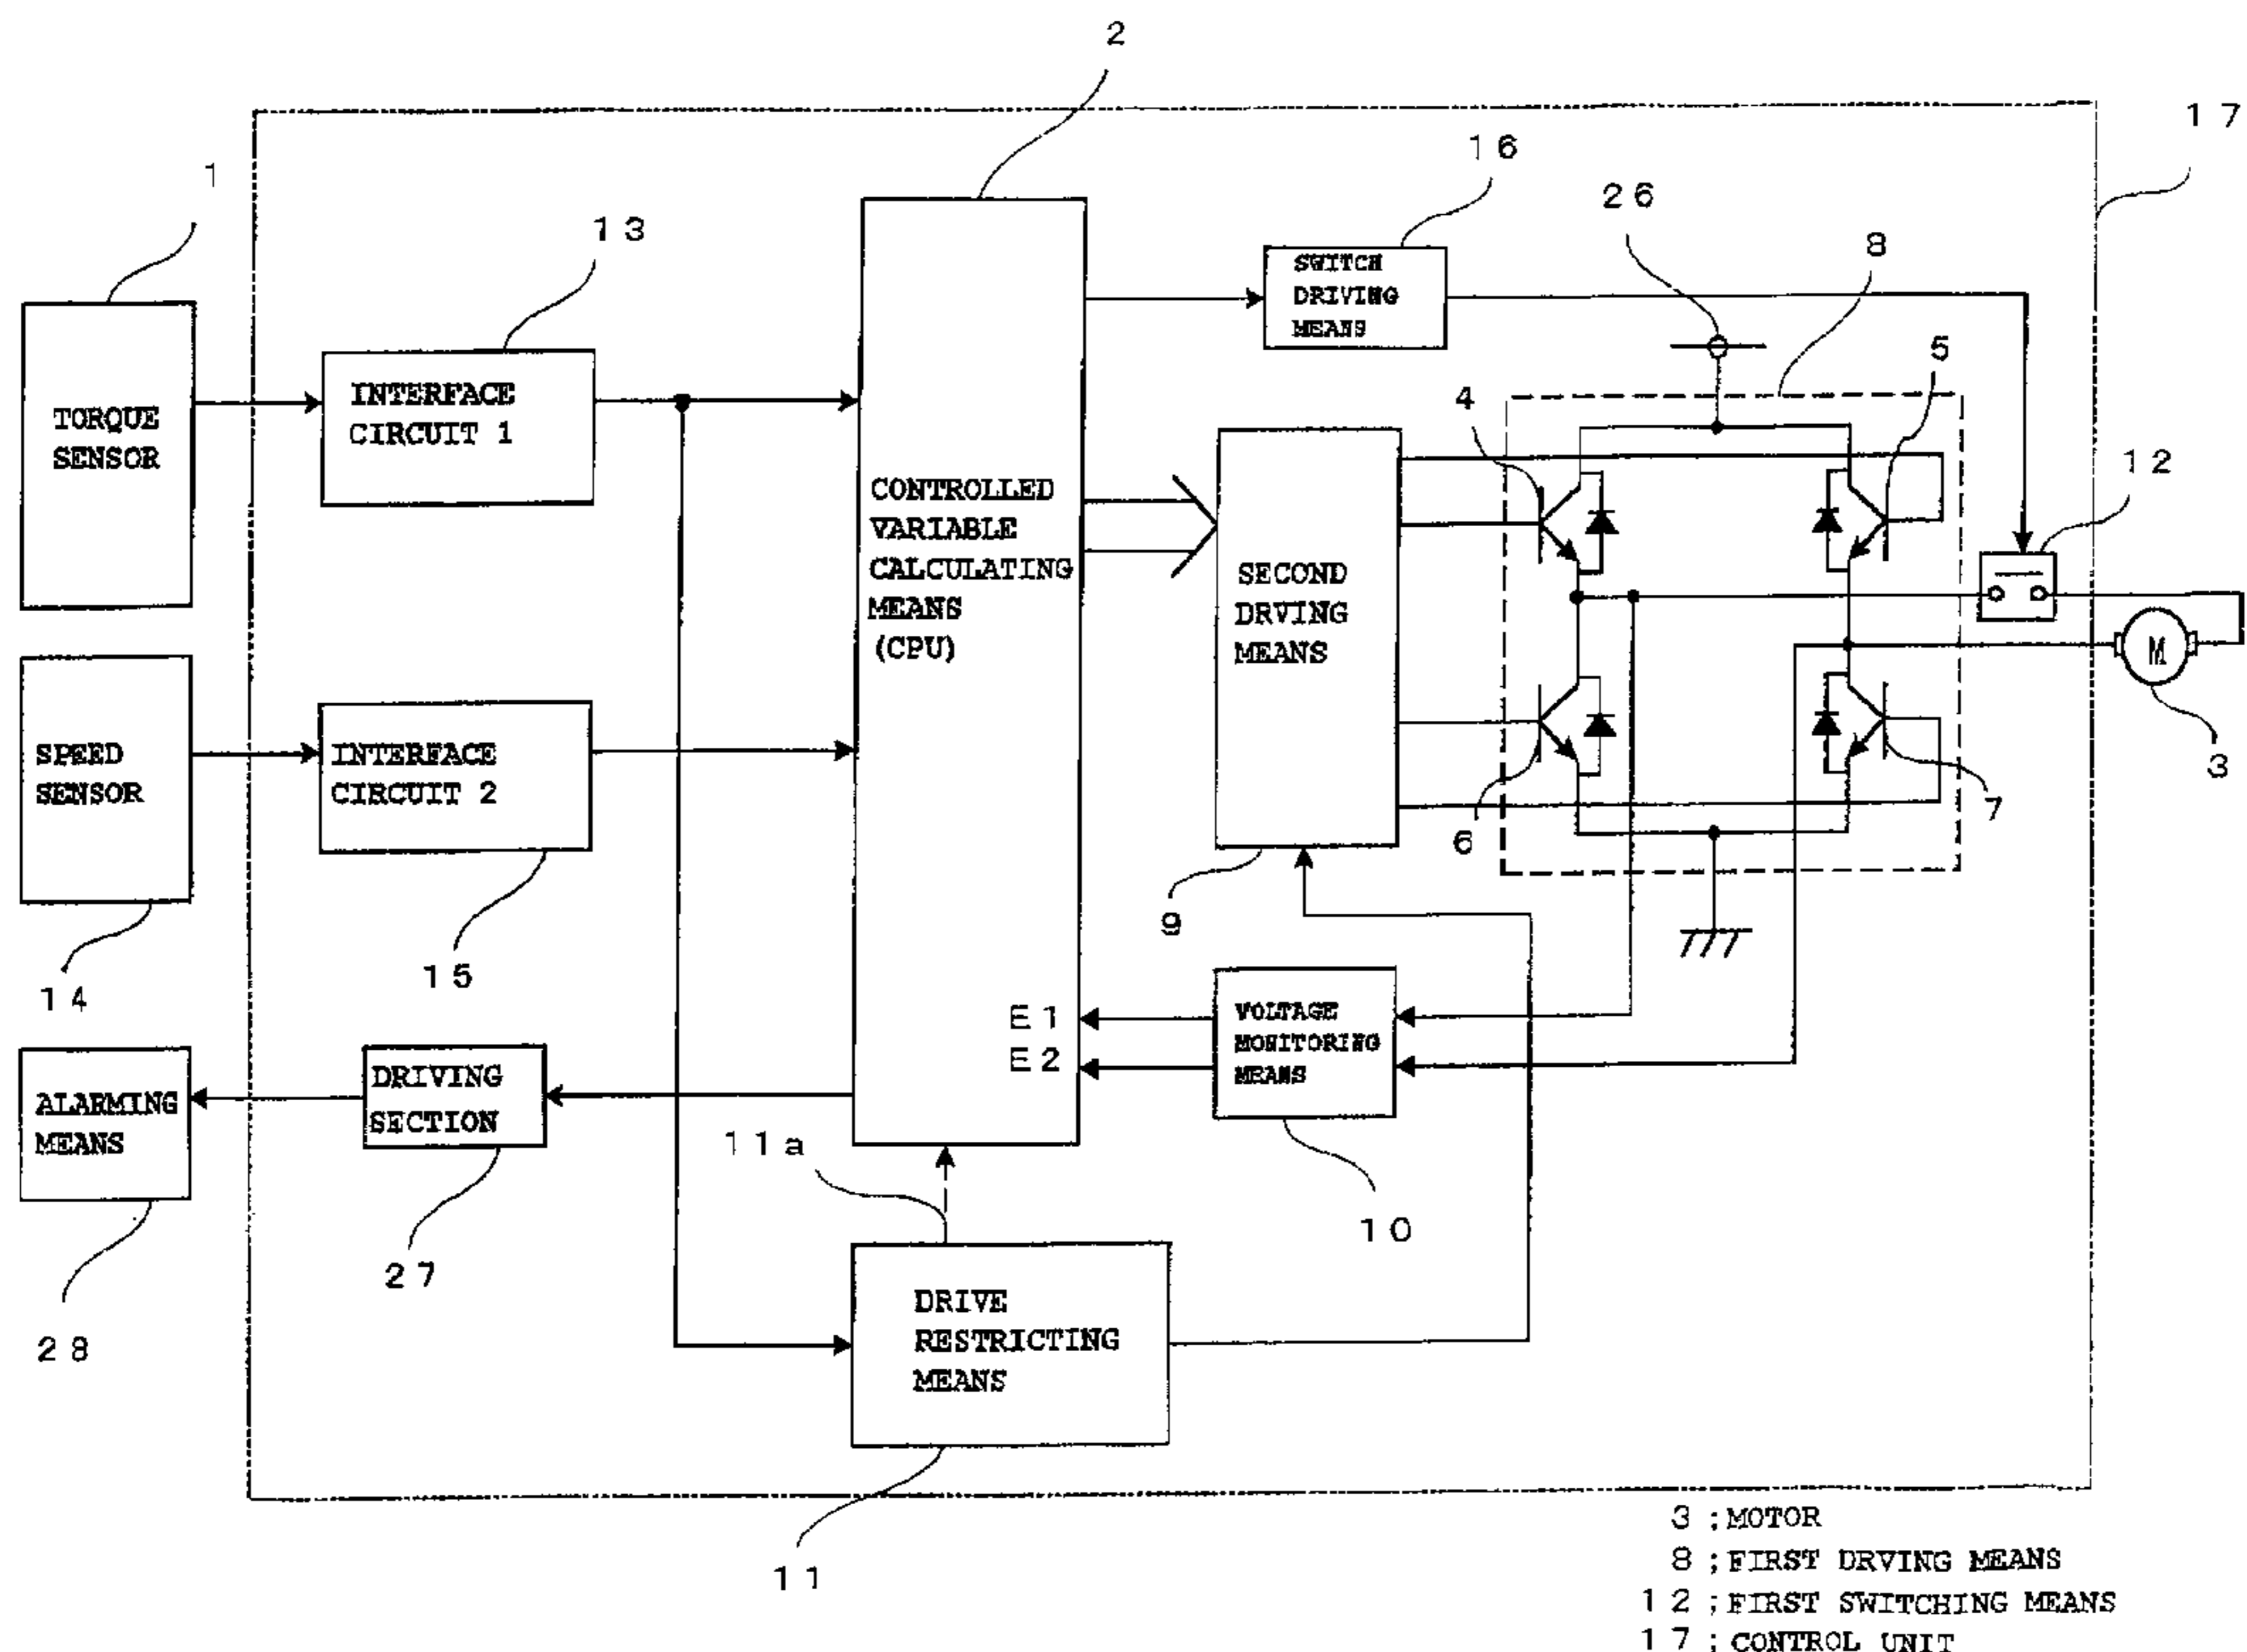 2
17
16
1
26
13
8
SWITCH
DRIVING
MEANS
5
4
INTERFACE
CIRCUIT 1
TORQUE
SENSOR
12
CONTROLLED
VARIABLE
CALCULATING
MEANS
(CPU)
SECOND
DRVING
MEANS
M
3
SPEED
SENSOR
INTERFACE
CIRCUIT 2
6
7
9
14
15
E1
E2
VOLTAGE
MONITORING
MEANS
ALARMING
MEANS
DRIVING
SECTION
11a
10
27
28
DRIVE
RESTRICTING
MEANS
11
3 ;MOTOR
8 ;FIRST DRVING MEANS
12 ;FIRST SWITCHING MEANS
17 ; CONTROL UNIT